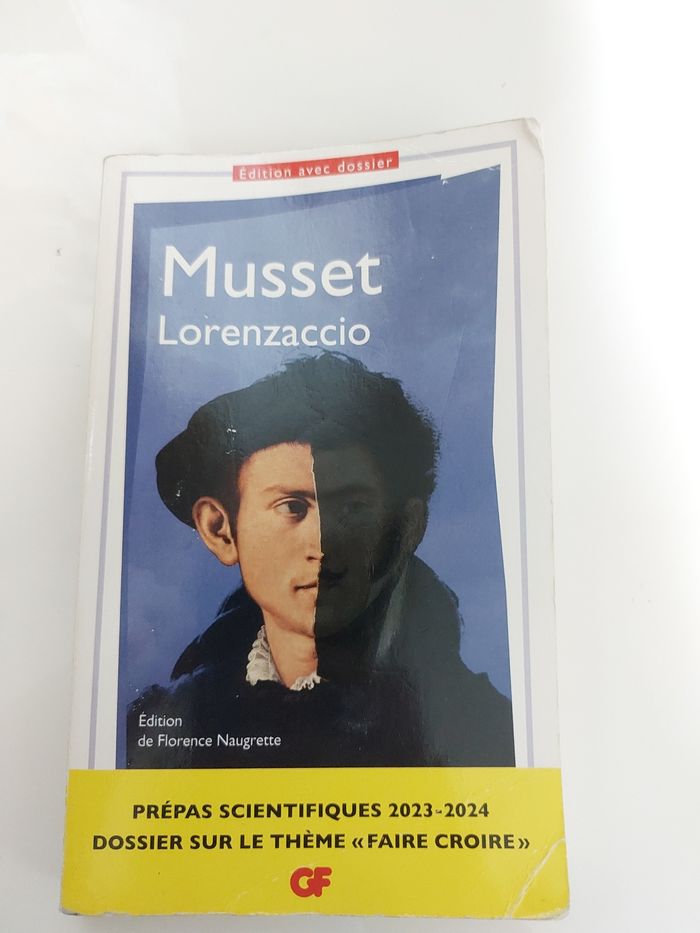 Édition avec dossier
Musset
Lorenzaccio
Édition
de Florence Naugrette
PRÉPAS SCIENTIFIQUES 2023-2024
DOSSIER SUR LE THÈME « FAIRE CROIRE »
GF